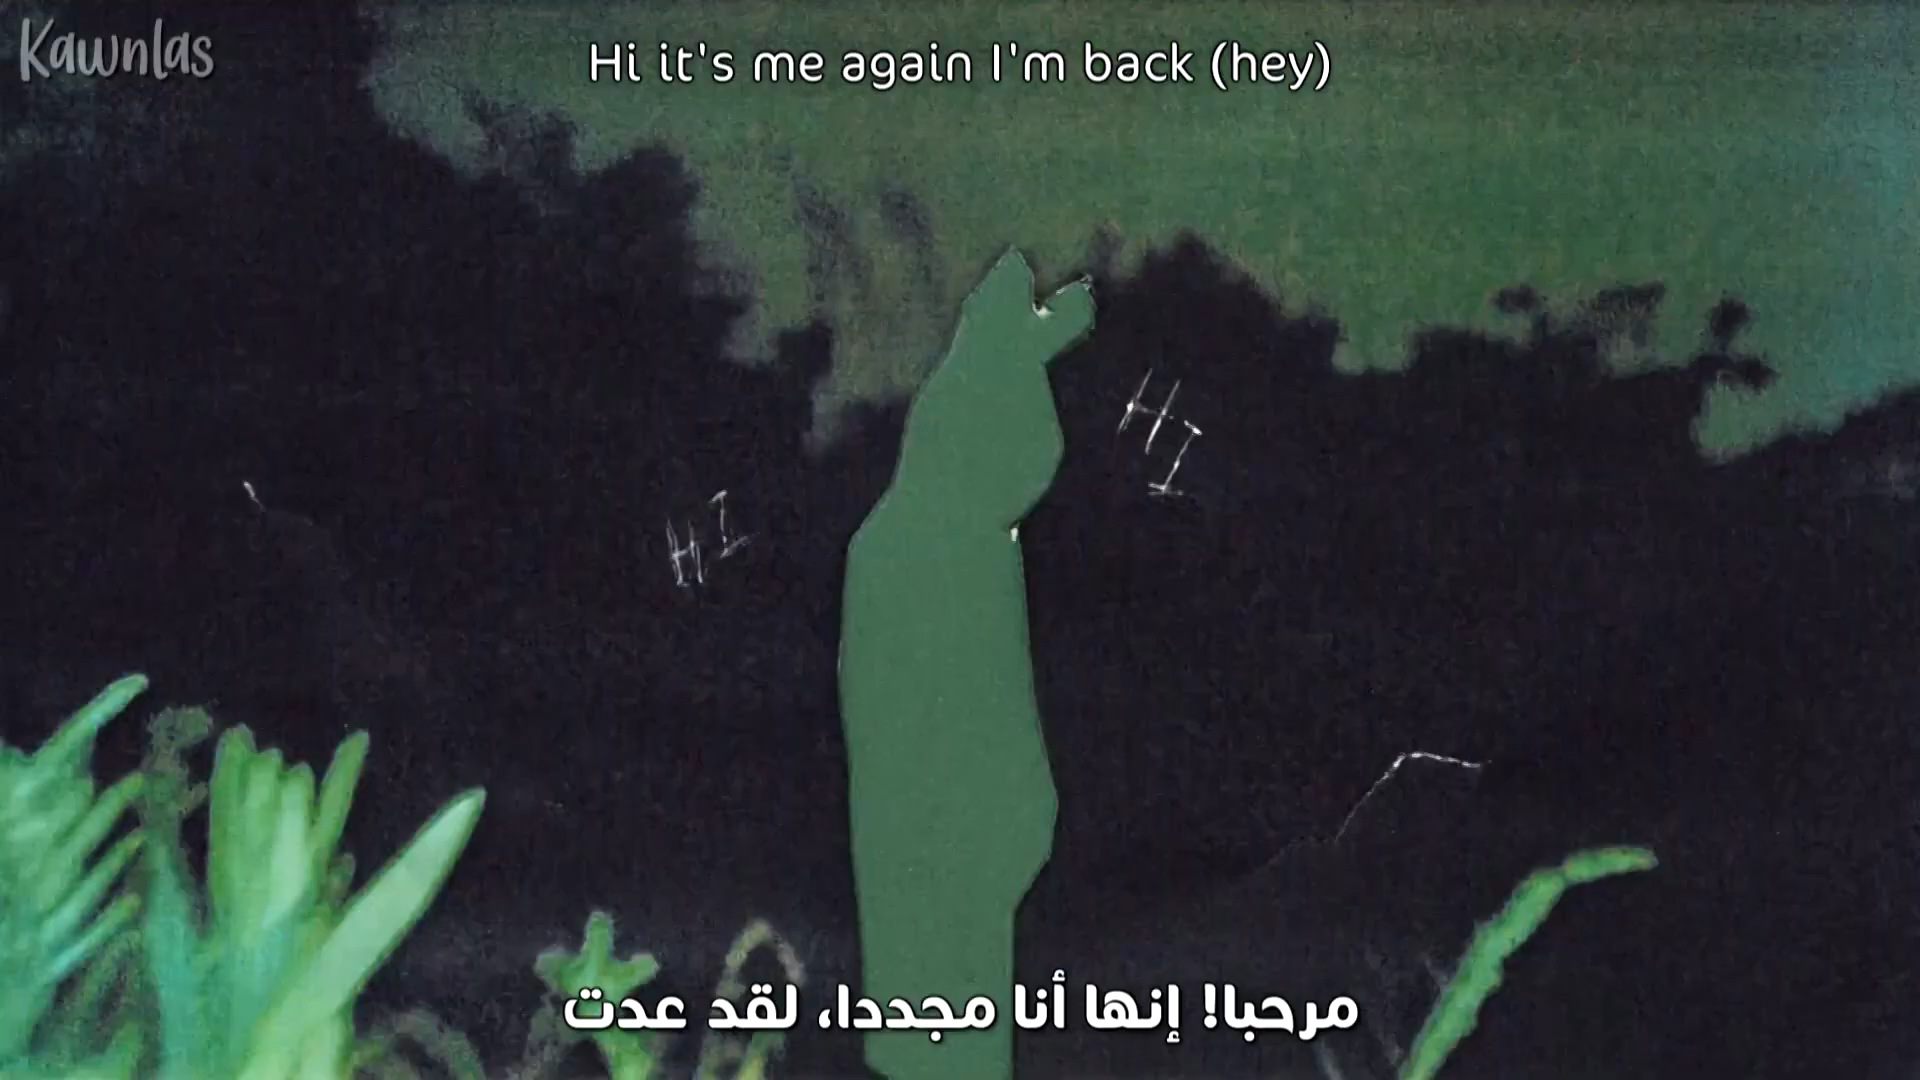 Kawnlas
Hi it's me again I'm back (hey)
HI
HI
مرحبا! إنها أنا مجددا، لقد عدت